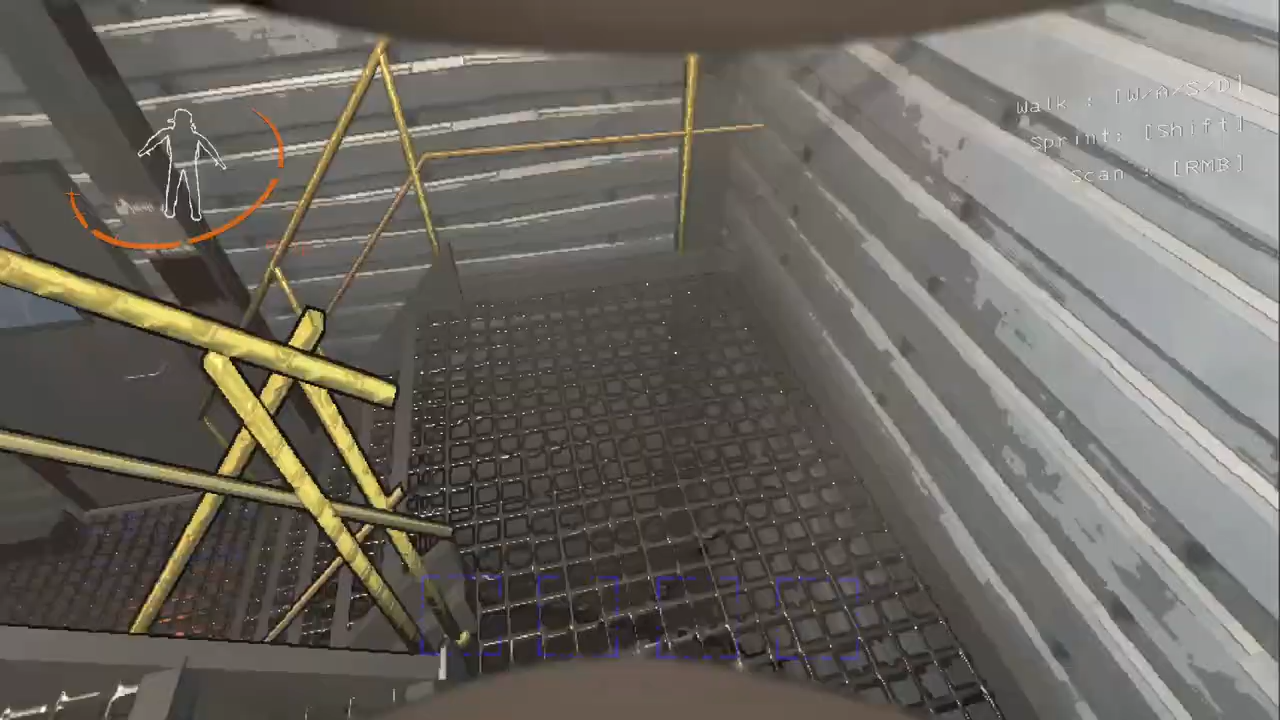 Walk : [W/A/S/D]
Sprint: [Shift]
Scan : [RMB]